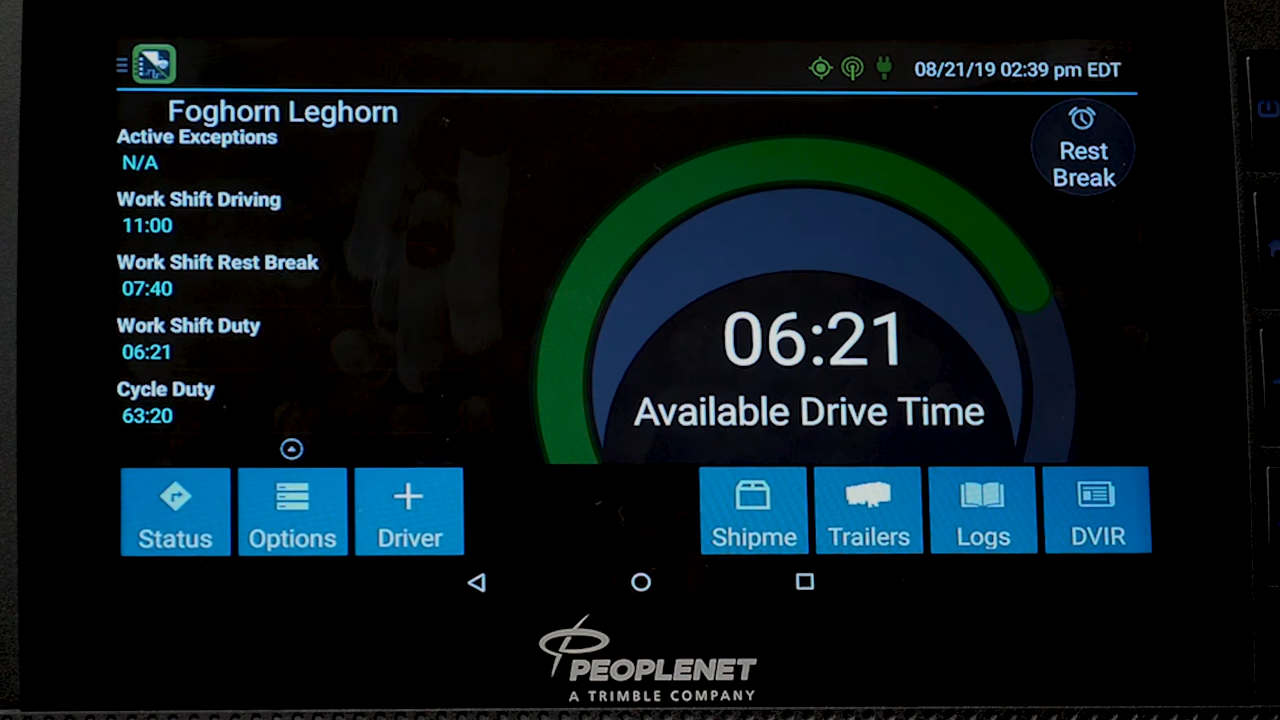 08/21/19 02:39 pm EDT
Foghorn Leghorn
Active Exceptions
N/A
Work Shift Driving
11:00
Work Shift Rest Break
07:40
Work Shift Duty
06:21
Cycle Duty
63:20
Rest
Break
06:21
Available Drive Time
Status
Options
Driver
Shipme
Trailers
Logs
DVIR
PEOPLENET
A TRIMBLE COMPANY